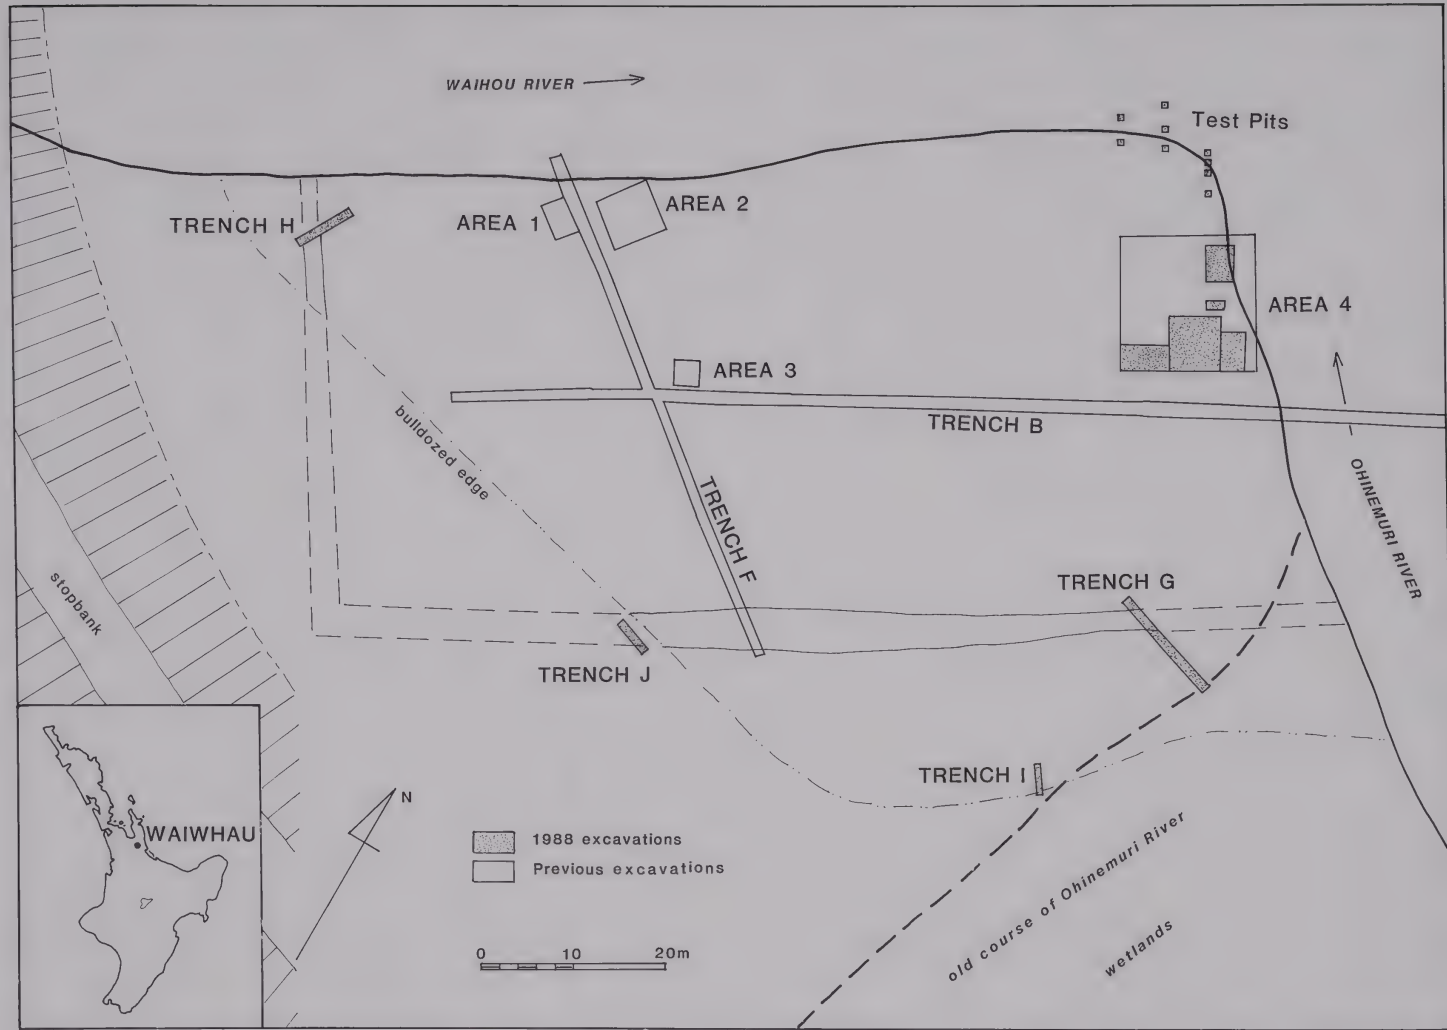 WAIHOU RIVER
Test Pits
TRENCH H
AREA 1
AREA 2
AREA 4
AREA 3
TRENCH B
bulldozed edge
TRENCH F
OHINEMURI RIVER
stopbank
TRENCH G
TRENCH J
TRENCH I
N
WAIWHAU
1988 excavations
Previous excavations
0 10 20m
old course of Ohinemuri River
wetlands